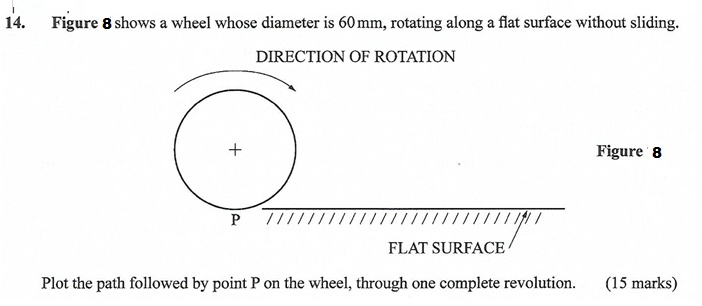 14. Figure 8 shows a wheel whose diameter is 60 mm, rotating along a flat surface without sliding.
DIRECTION OF ROTATION
Figure 8
P
FLAT SURFACE
Plot the path followed by point P on the wheel, through one complete revolution. (15 marks)